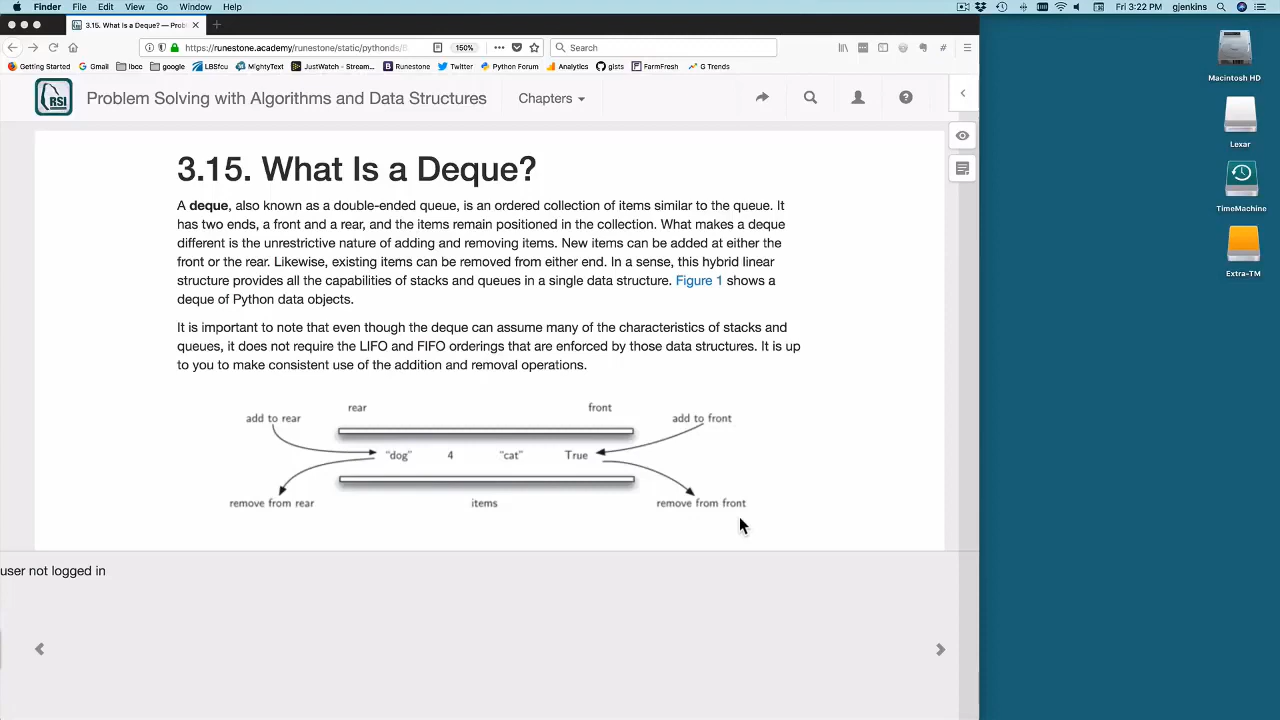 Finder File Edit View Go Window Help
Fri 3:22 PM gjenkins
3.15. What Is a Deque? — Prob
https://runestone.academy/runestone/static/pythonds/B
150%
Search
Getting Started Gmail lbcc google LBSfcu MightyText JustWatch - Stream... Runestone Twitter Python Forum Analytics gists FarmFresh G Trends
RSI
Problem Solving with Algorithms and Data Structures
Chapters
3.15. What Is a Deque?
A deque, also known as a double-ended queue, is an ordered collection of items similar to the queue. It
has two ends, a front and a rear, and the items remain positioned in the collection. What makes a deque
different is the unrestrictive nature of adding and removing items. New items can be added at either the
front or the rear. Likewise, existing items can be removed from either end. In a sense, this hybrid linear
structure provides all the capabilities of stacks and queues in a single data structure. Figure 1 shows a
deque of Python data objects.
It is important to note that even though the deque can assume many of the characteristics of stacks and
queues, it does not require the LIFO and FIFO orderings that are enforced by those data structures. It is up
to you to make consistent use of the addition and removal operations.
rear front
add to rear add to front
"dog" 4 "cat" True
remove from rear items remove from front
user not logged in
Macintosh HD
Lexar
TimeMachine
Extra-TM